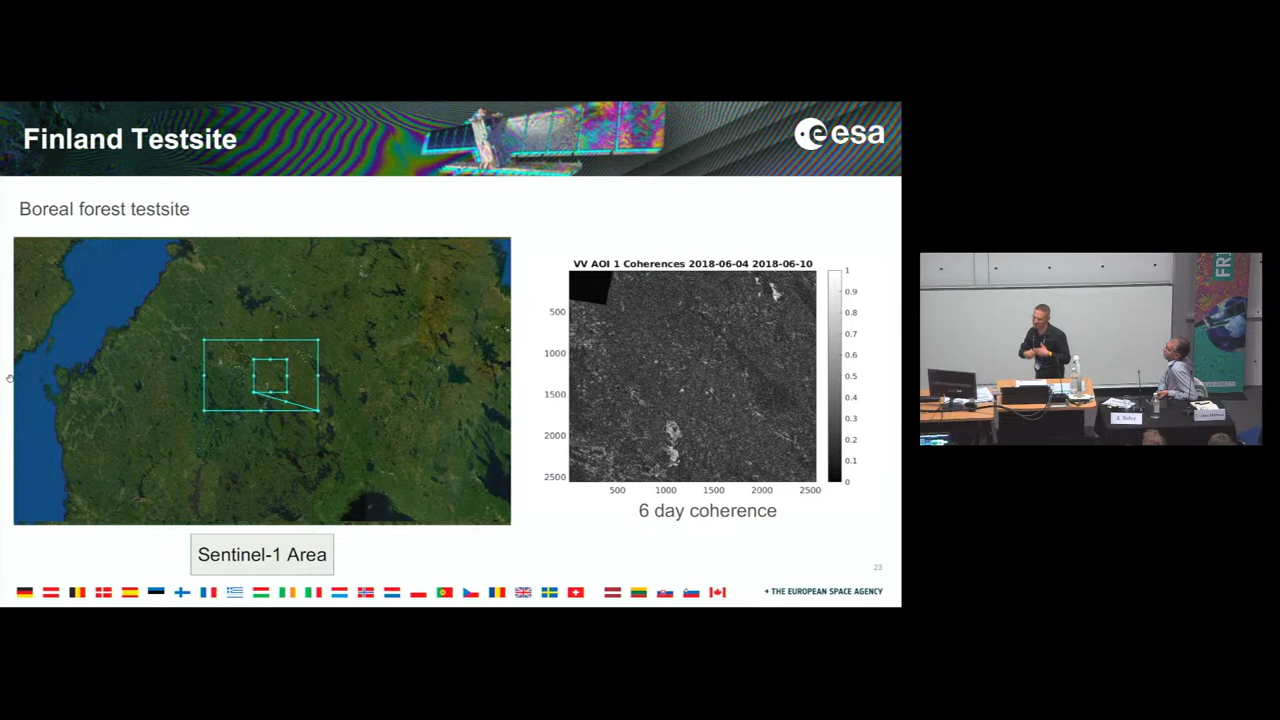 Finland Testsite
esa
Boreal forest testsite
VV AOI 1 Coherences 2018-06-04 2018-06-10
500
1000
1500
2000
2500
500
1000
1500
2000
2500
1
0.9
0.8
0.7
0.6
0.5
0.4
0.3
0.2
0.1
0
6 day coherence
Sentinel-1 Area
23
→ THE EUROPEAN SPACE AGENCY
FRI